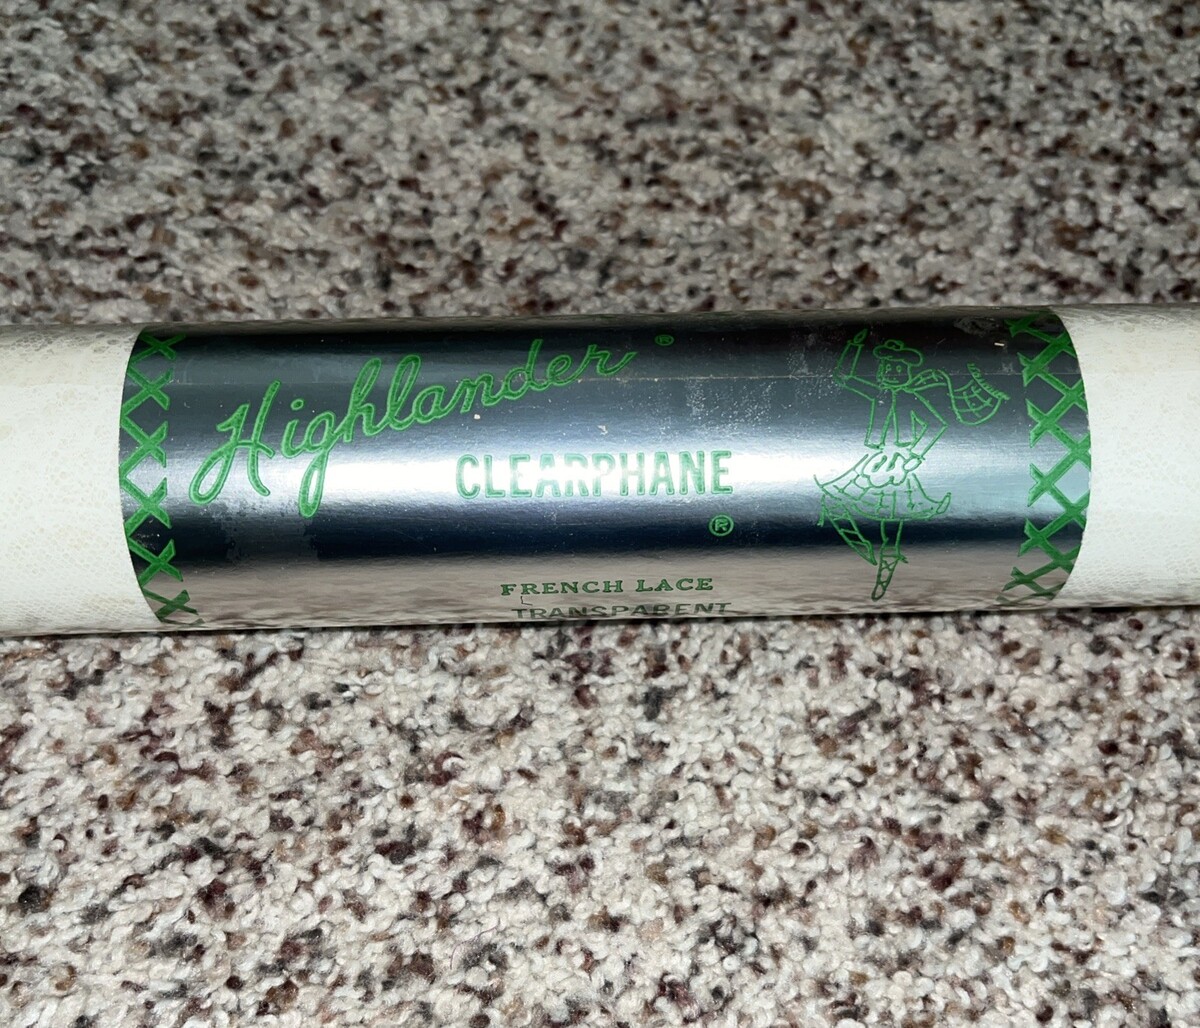 Highlander ®
CLEARPHANE
®
FRENCH LACE
TRANSPARENT